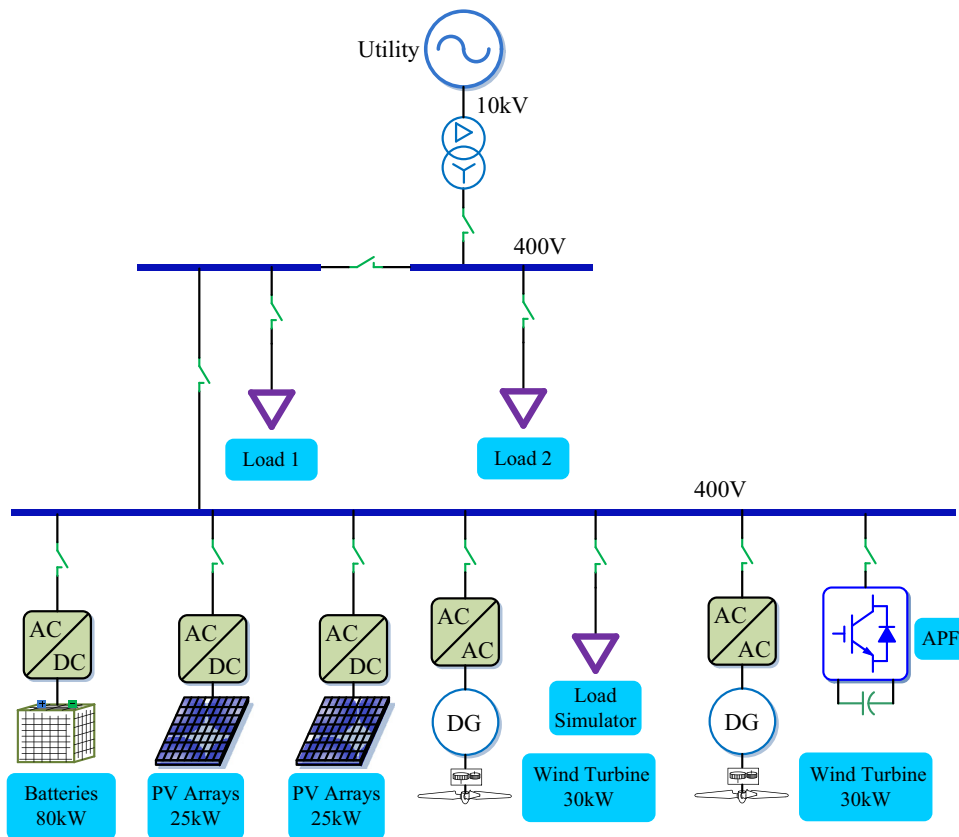 Utility
10kV
400V
Load 1
Load 2
400V
AC
DC
AC
DC
AC
DC
AC
AC
AC
AC
APF
DG
DG
Load
Simulator
Batteries
80kW
PV Arrays
25kW
PV Arrays
25kW
Wind Turbine
30kW
Wind Turbine
30kW